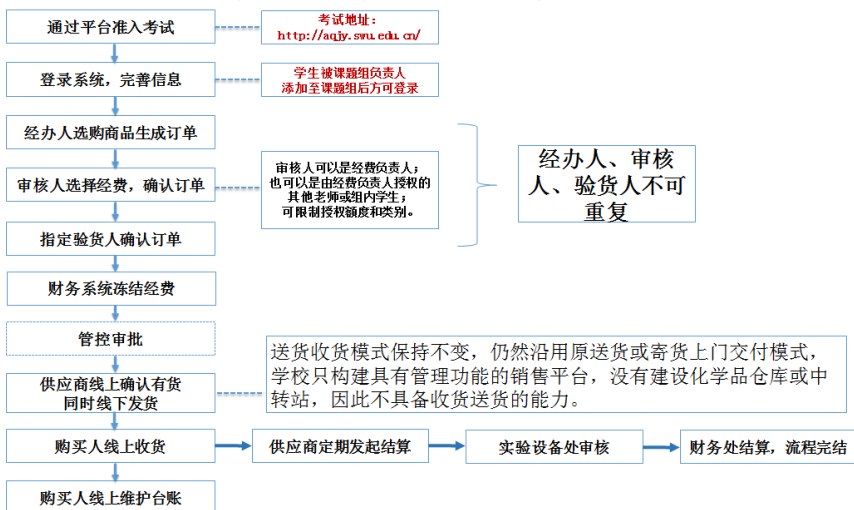 通过平台准入考试
考试地址：
http://aqjy.swu.edu.cn/
登录系统，完善信息
学生被课题组负责人
添加至课题组后方可登录
经办人选购商品生成订单
审核人选择经费，确认订单
审核人可以是经费负责人；
也可以是由经费负责人授权的
其他老师或组内学生；
可限制授权额度和类别。
经办人、审核
人、验货人不可
重复
指定验货人确认订单
财务系统冻结经费
管控审批
供应商线上确认有货
同时线下发货
送货收货模式保持不变，仍然沿用原送货或寄货上门交付模式，
学校只构建具有管理功能的销售平台，没有建设化学品仓库或中
转站，因此不具备收货送货的能力。
购买人线上收货
供应商定期发起结算
实验设备处审核
财务处结算，流程完结
购买人线上维护台账